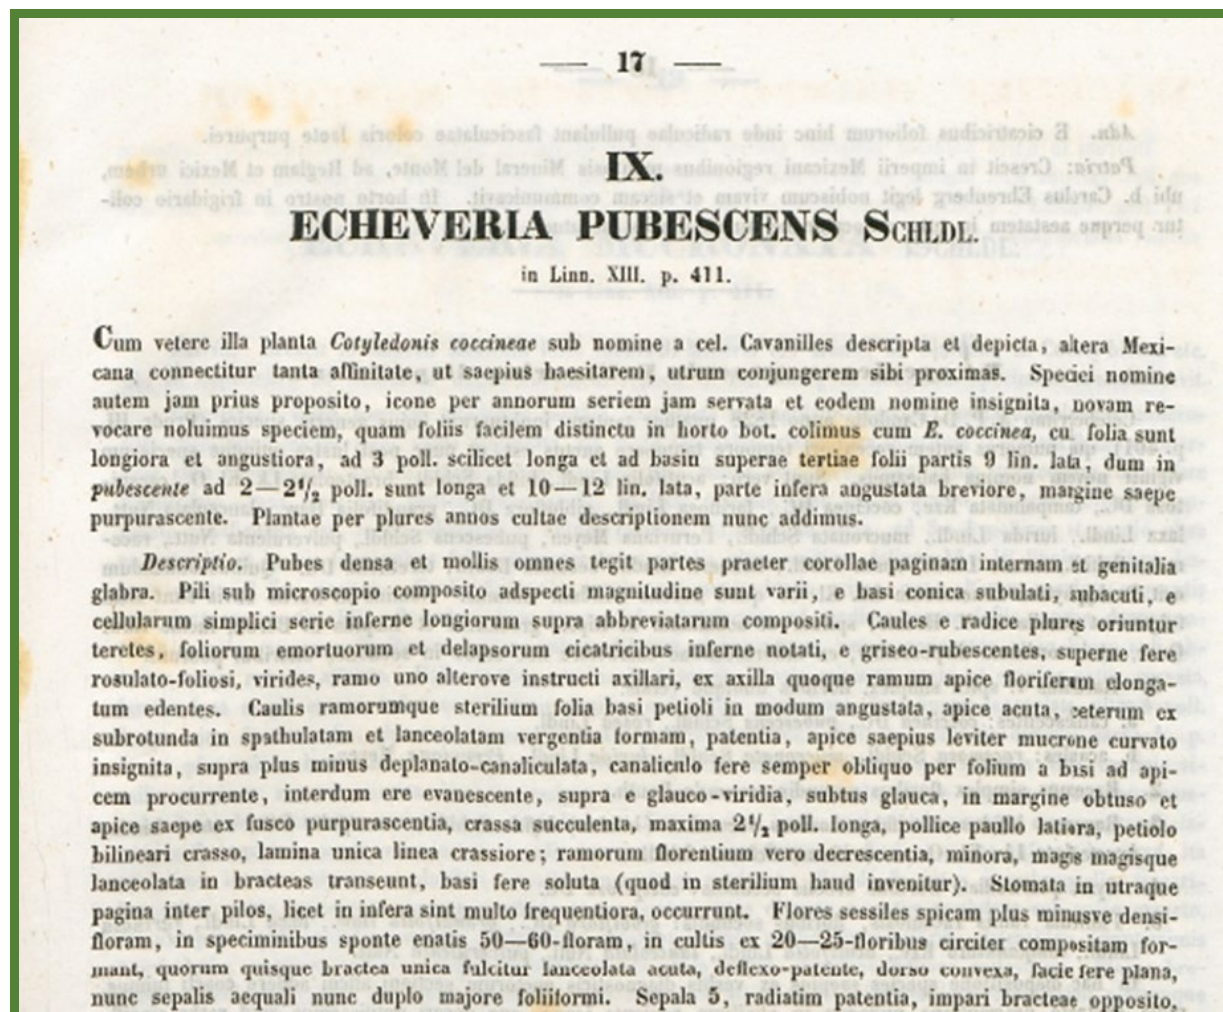 — 17 —
IX.
ECHEVERIA PUBESCENS SCHLDL.
in Linn. XIII. p. 411.
Cum vetere illa planta Cotyledonis coccineae sub nomine a cel. Cavanilles descripta et depicta, altera Mexi-
cana connectitur tanta affinitate, ut saepius haesitarem, utrum conjungerem sibi proximas. Speciei nomine
autem jam prius proposito, icone per annorum seriem jam servata et eodem nomine insignita, novam re-
vocare noluimus speciem, quam foliis facilem distinctu in horto bot. colimus cum E. coccinea, cu folia sunt
longiora et angustiora, ad 3 poll. scilicet longa et ad basin superae tertiae folii partis 9 lin. lata, dum in
pubescente ad 2—2½ poll. sunt longa et 10—12 lin. lata, parte infera angustata breviore, margine saepe
purpurascente. Plantae per plures annos cultae descriptionem nunc addimus.
Descriptio. Pubes densa et mollis omnes tegit partes praeter corollae paginam internam et genitalia
glabra. Pili sub microscopio composito adspecti magnitudine sunt varii, e basi conica subulati, subacuti, e
cellularum simplici serie inferne longiorum supra abbreviatarum compositi. Caules e radice plures oriuntur
teretes, foliorum emortuorum et delapsorum cicatricibus inferne notati, e griseo-rubescentes, superne fere
rosulato-foliosi, virides, ramo uno alterove instructi axillari, ex axilla quoque ramum apice floriferum elonga-
tum edentes. Caulis ramorumque sterilium folia basi petioli in modum angustata, apice acuta, ceterum ex
subrotunda in spathulatam et lanceolatam vergentia formam, patentia, apice saepius leviter mucrone curvato
insignita, supra plus minus deplanato-canaliculata, canaliculo fere semper obliquo per folium a basi ad api-
cem procurrente, interdum ere evanescente, supra e glauco-viridia, subtus glauca, in margine obtuso et
apice saepe ex fusco purpurascentia, crassa succulenta, maxima 2½ poll. longa, pollice paullo latiora, petiolo
bilineari crasso, lamina unica linea crassiore; ramorum florentium vero decrescentia, minora, magis magisque
lanceolata in bracteas transeunt, basi fere soluta (quod in sterilium haud invenitur). Stomata in utraque
pagina inter pilos, licet in infera sint multo frequentiora, occurrunt. Flores sessiles spicam plus minusve densi-
floram, in speciminibus sponte enatis 50—60-floram, in cultis ex 20—25-floribus circiter compositam for-
mant, quorum quisque bractea unica fulcitur lanceolata acuta, deflexo-patente, dorso convexa, facie fere plana,
nunc sepalis aequali nunc duplo majore foliiformi. Sepala 5, radiatim patentia, impari bracteae opposito,